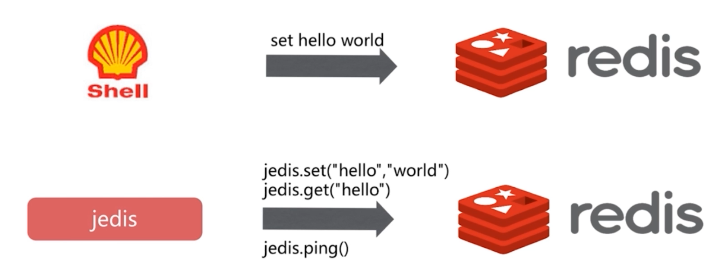 set hello world
Shell
redis
jedis.set("hello","world")
jedis.get("hello")
jedis
redis
jedis.ping()